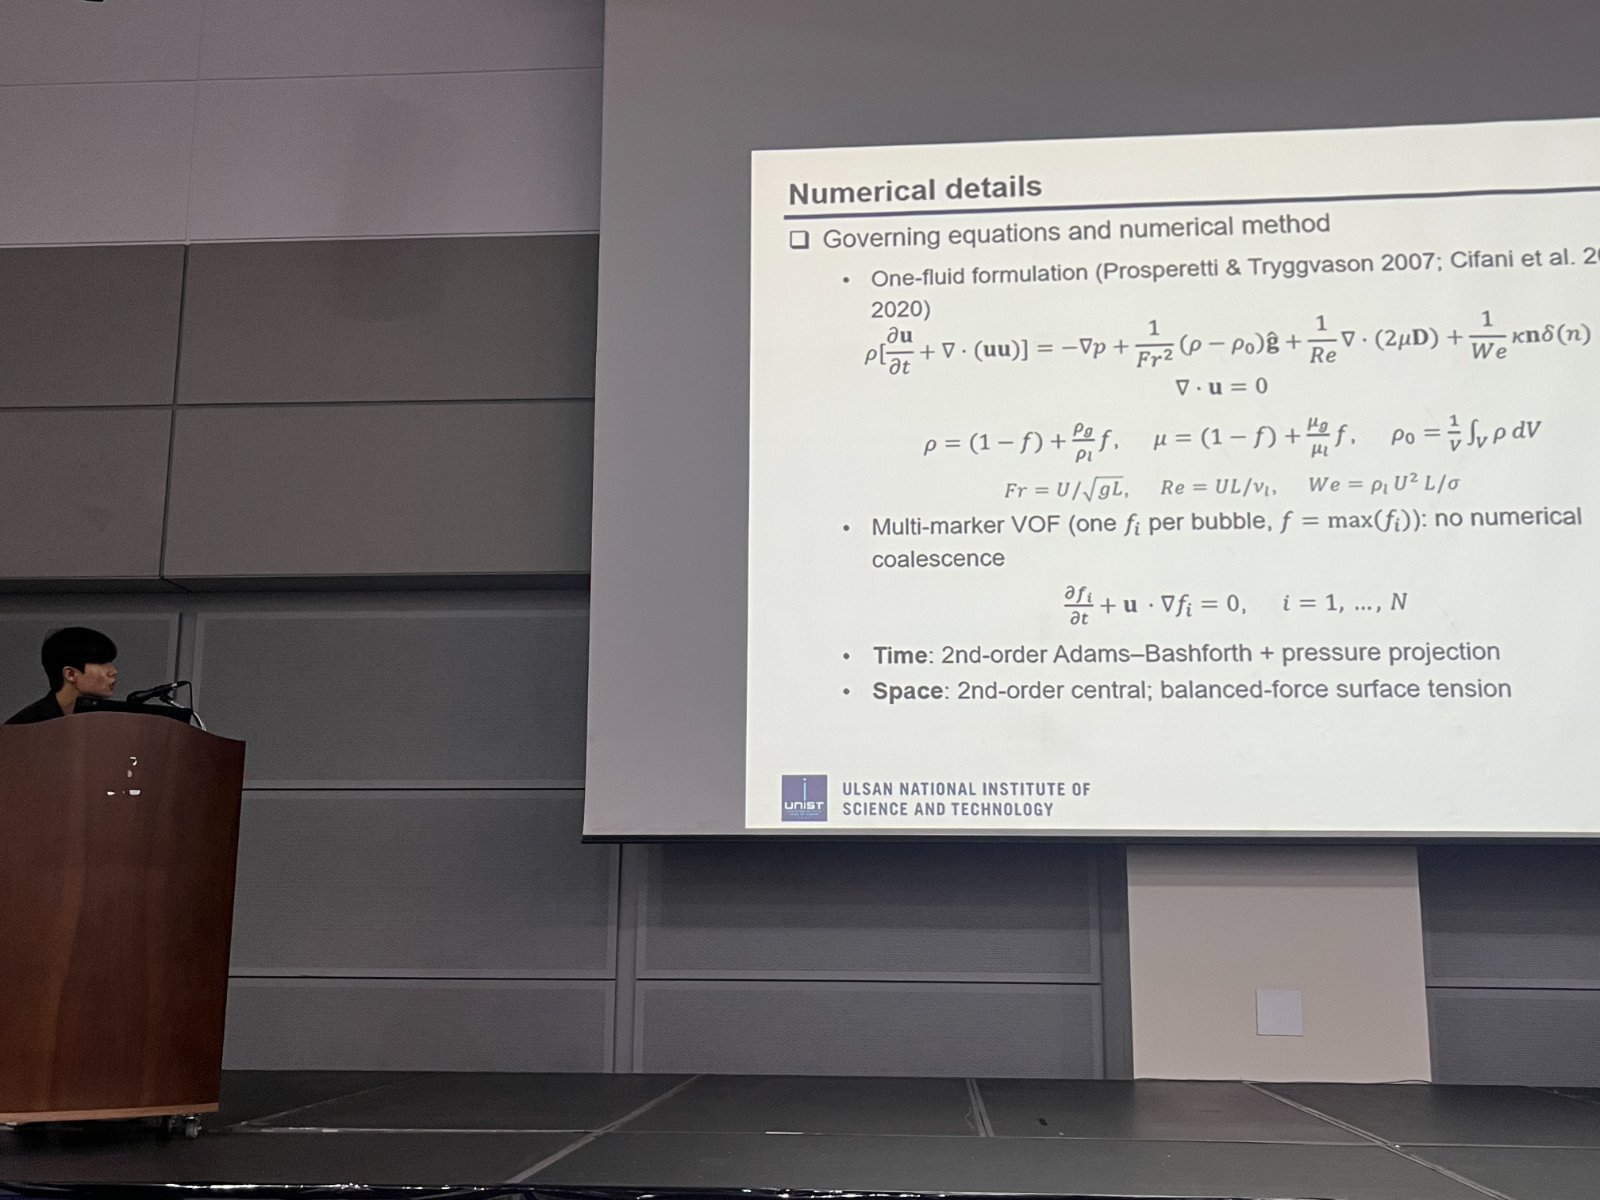 Numerical details
❑ Governing equations and numerical method
• One-fluid formulation (Prosperetti & Tryggvason 2007; Cifani et al.
2020)
ρ[∂u/∂t + ∇ · (uu)] = −∇p + 1/Fr² (ρ − ρ₀)ĝ + 1/Re ∇ · (2μD) + 1/We κnδ(n)
∇ · u = 0
ρ = (1 − f) + ρg/ρl f, μ = (1 − f) + μg/μl f, ρ₀ = 1/V ∫V ρ dV
Fr = U/√gL, Re = UL/νl, We = ρl U² L/σ
• Multi-marker VOF (one fi per bubble, f = max(fi)): no numerical
coalescence
∂fi/∂t + u · ∇fi = 0, i = 1, …, N
• Time: 2nd-order Adams–Bashforth + pressure projection
• Space: 2nd-order central; balanced-force surface tension
UNIST
ULSAN NATIONAL INSTITUTE OF
SCIENCE AND TECHNOLOGY